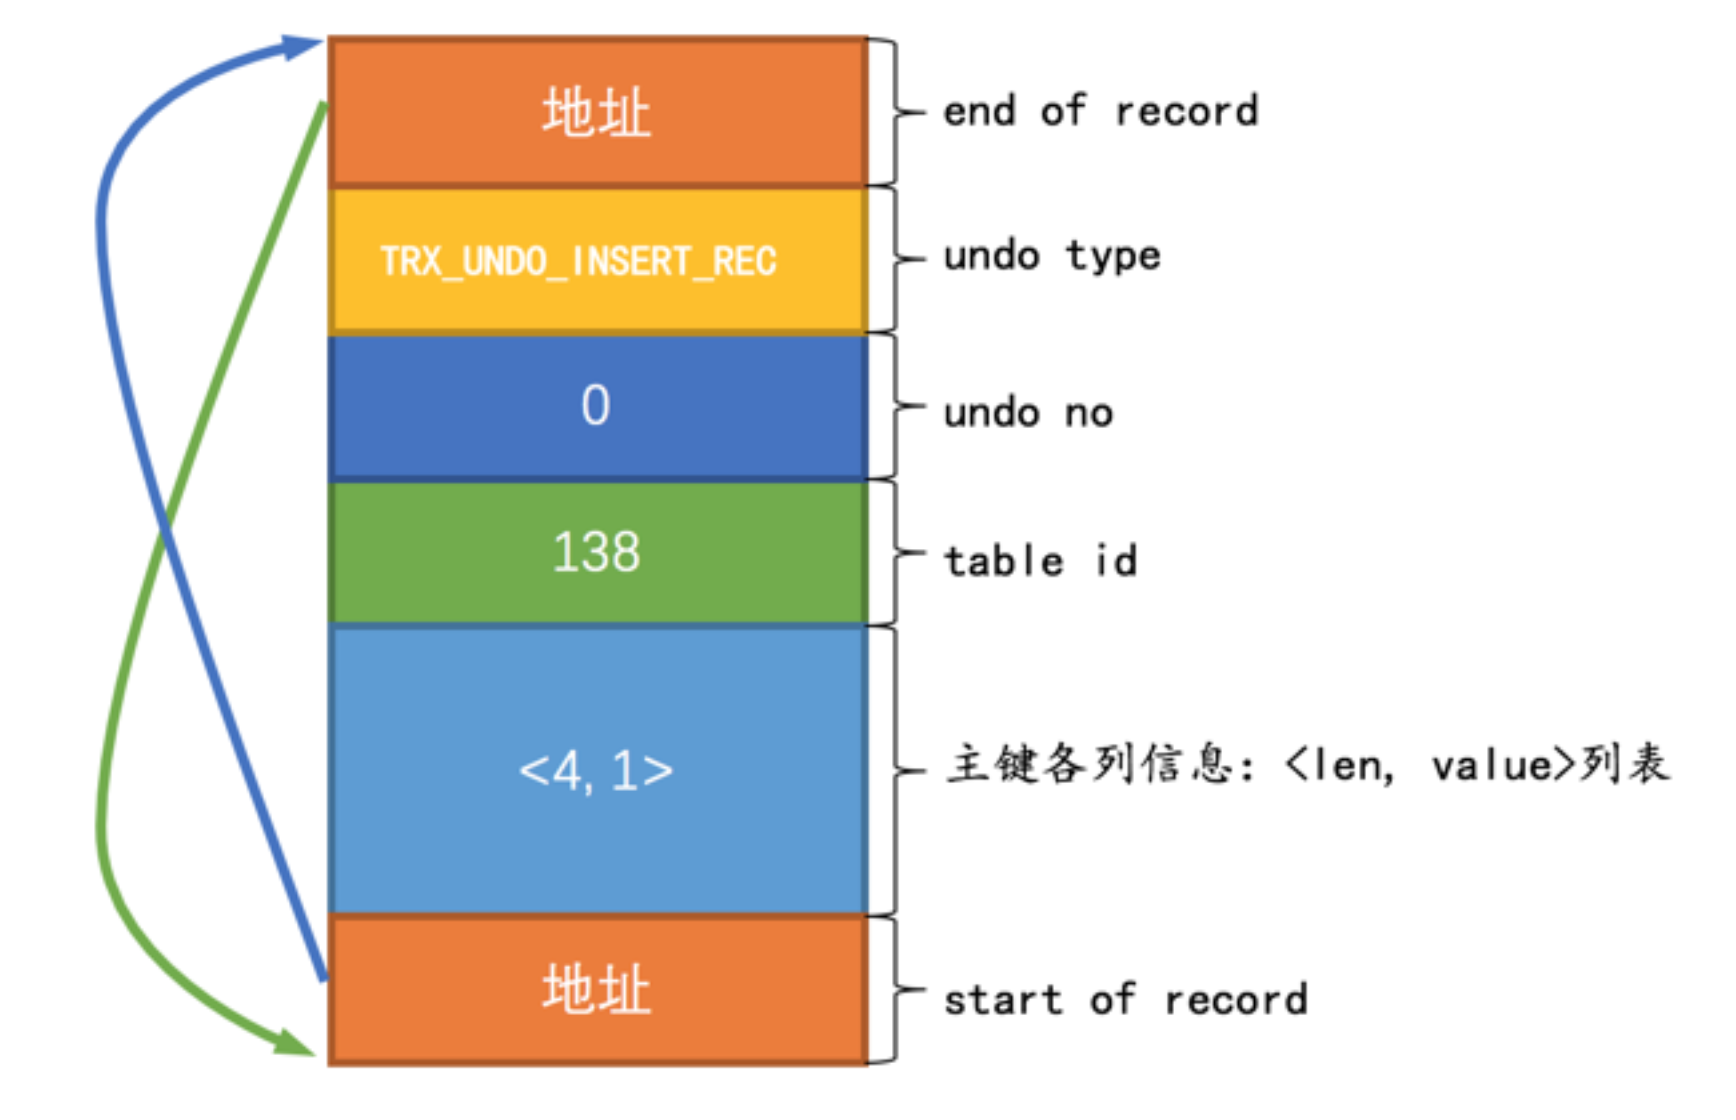 地址
end of record
TRX_UNDO_INSERT_REC
undo type
0
undo no
138
table id
<4, 1>
主键各列信息: <len, value>列表
地址
start of record